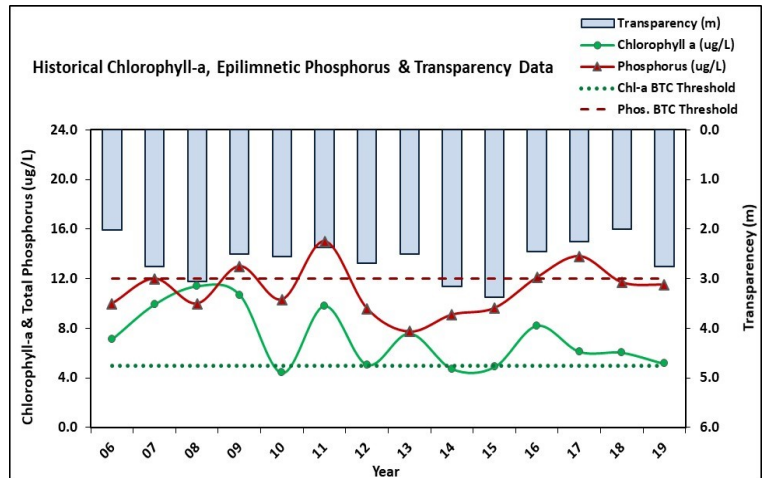 Transparency (m)
Chlorophyll a (ug/L)
Phosphorus (ug/L)
Chl-a BTC Threshold
Phos. BTC Threshold
Historical Chlorophyll-a, Epilimnetic Phosphorus & Transparency Data
Chlorophyll-a & Total Phosphorus (ug/L)
24.0
20.0
16.0
12.0
8.0
4.0
0.0
0.0
1.0
2.0
3.0
4.0
5.0
6.0
Transparencey (m)
06 07 08 09 10 11 12 13 14 15 16 17 18 19
Year